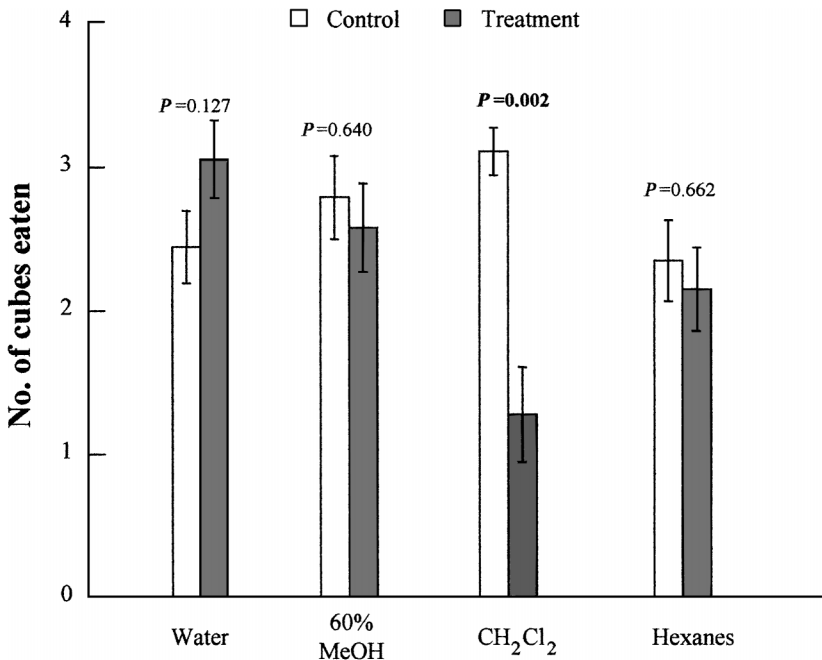 4
Control
Treatment
P=0.127
P=0.640
P=0.002
P=0.662
3
2
1
0
No. of cubes eaten
Water
60%
MeOH
CH₂Cl₂
Hexanes